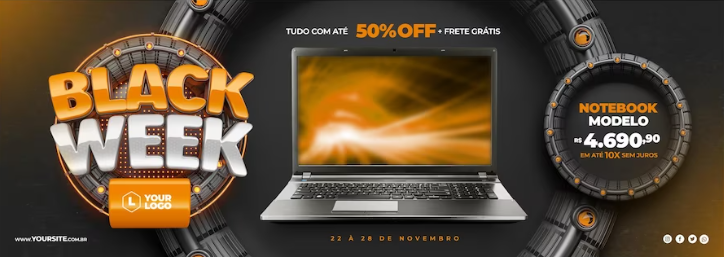 TUDO COM ATÉ 50% OFF + FRETE GRÁTIS
BLACK
WEEK
L YOUR
LOGO
NOTEBOOK
MODELO
R$ 4.690,90
EM ATÉ 10X SEM JUROS
www.YOURSITE.COM.BR
22 À 28 DE NOVEMBRO